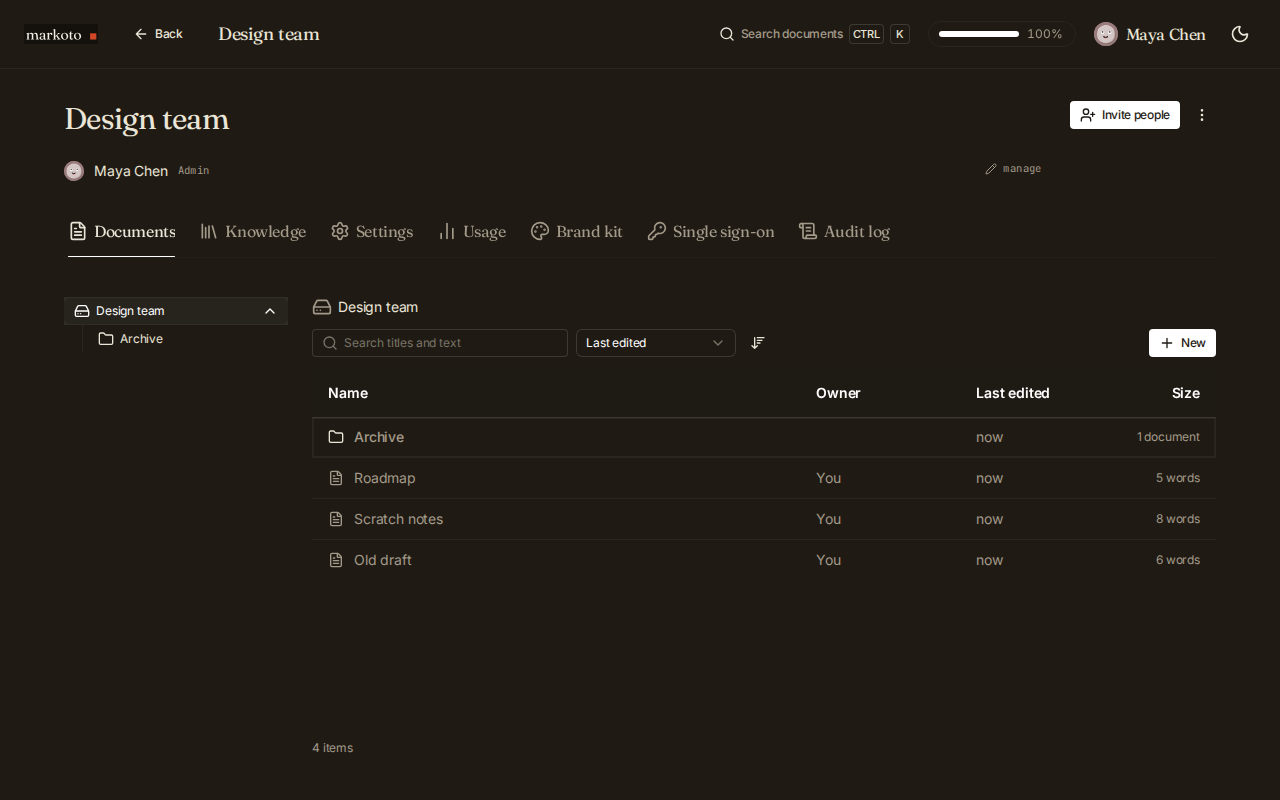 markoto
Back
Design team
Search documents CTRL K
100%
Maya Chen
Design team
Invite people
Maya Chen Admin
manage
Documents Knowledge Settings Usage Brand kit Single sign-on Audit log
Design team
Archive
Design team
Search titles and text
Last edited
New
Name Owner Last edited Size
Archive now 1 document
Roadmap You now 5 words
Scratch notes You now 8 words
Old draft You now 6 words
4 items